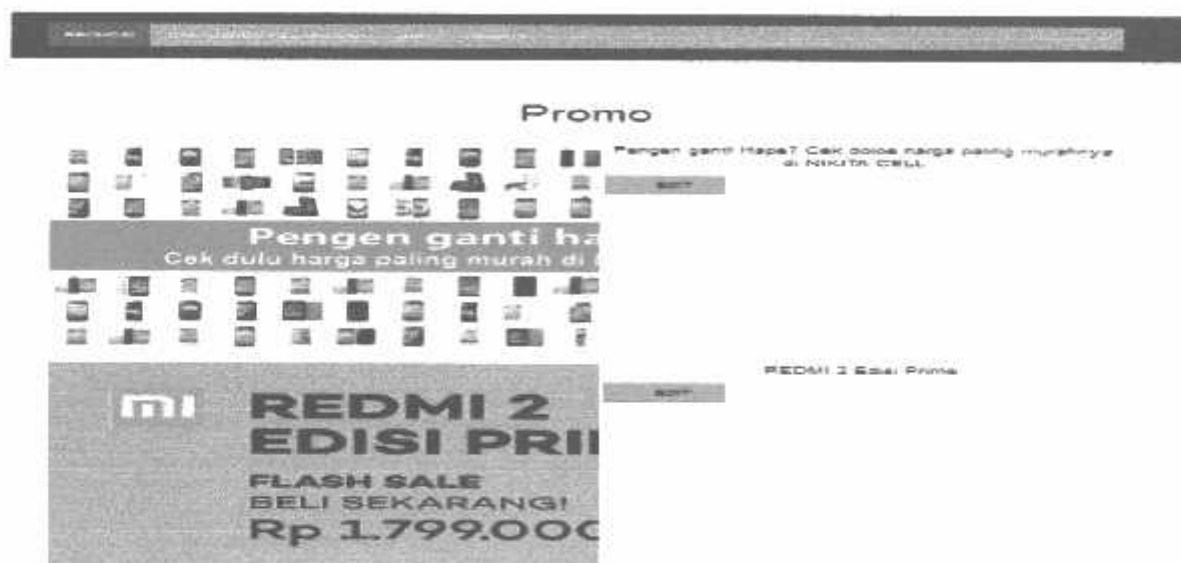 Promo
Pengen ganti Hape? Cek doloe harga paling murahnya
di NIKITA CELL
EDIT
Pengen ganti ha
Cek dulu harga paling murah di
REDMI 2 Edisi Prime
EDIT
mi
REDMI 2
EDISI PRI
FLASH SALE
BELI SEKARANG!
Rp 1.799.000